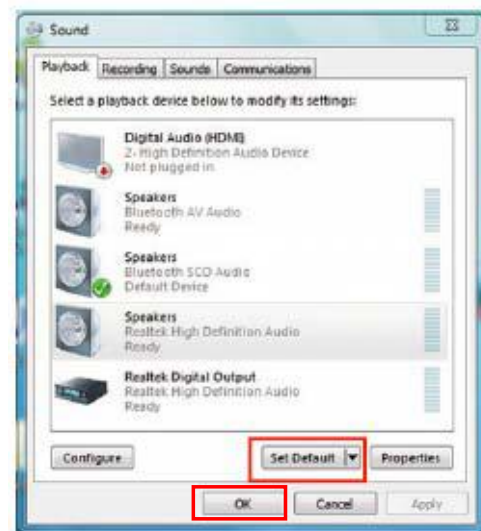 Sound
Playback Recording Sounds Communications
Select a playback device below to modify its settings:
Digital Audio (HDMI)
2- High Definition Audio Device
Not plugged in
Speakers
Bluetooth AV Audio
Ready
Speakers
Bluetooth SCO Audio
Default Device
Speakers
Realtek High Definition Audio
Ready
Realtek Digital Output
Realtek High Definition Audio
Ready
Configure Set Default Properties
OK Cancel Apply